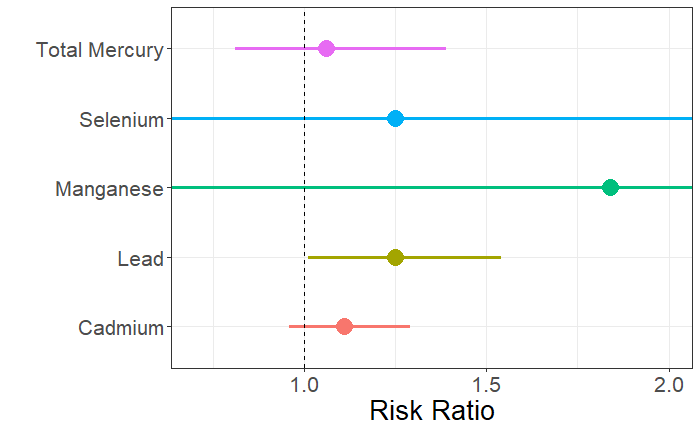 Total Mercury
Selenium
Manganese
Lead
Cadmium
1.0 1.5 2.0
Risk Ratio